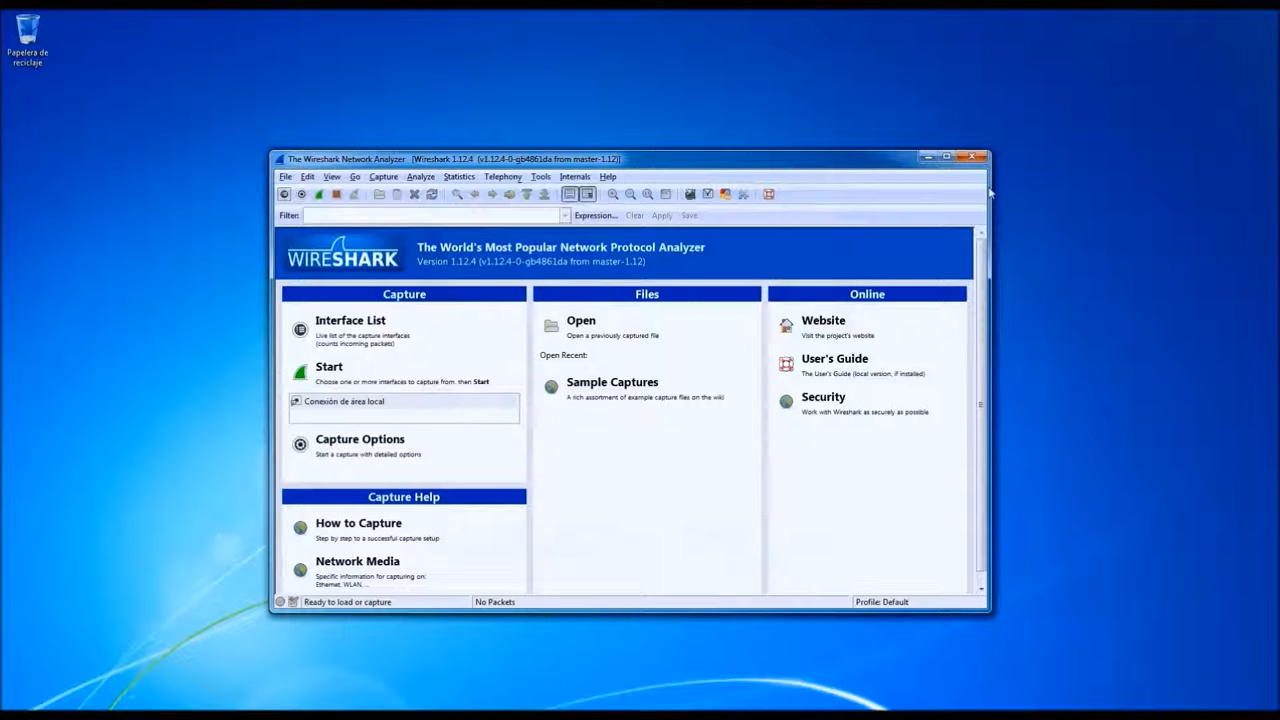 Papelera de
reciclaje
The Wireshark Network Analyzer [Wireshark 1.12.4 (v1.12.4-0-gb4861da from master-1.12)]
File Edit View Go Capture Analyze Statistics Telephony Tools Internals Help
Filter: Expression... Clear Apply Save
WIRESHARK
The World's Most Popular Network Protocol Analyzer
Version 1.12.4 (v1.12.4-0-gb4861da from master-1.12)
Capture
Interface List
Live list of the capture interfaces
(counts incoming packets)
Start
Choose one or more interfaces to capture from, then Start
Conexión de área local
Capture Options
Start a capture with detailed options
Capture Help
How to Capture
Step by step to a successful capture setup
Network Media
Specific information for capturing on:
Ethernet, WLAN, ...
Files
Open
Open a previously captured file
Open Recent:
Sample Captures
A rich assortment of example capture files on the wiki
Online
Website
Visit the project's website
User's Guide
The User's Guide (local version, if installed)
Security
Work with Wireshark as securely as possible
Ready to load or capture No Packets Profile: Default